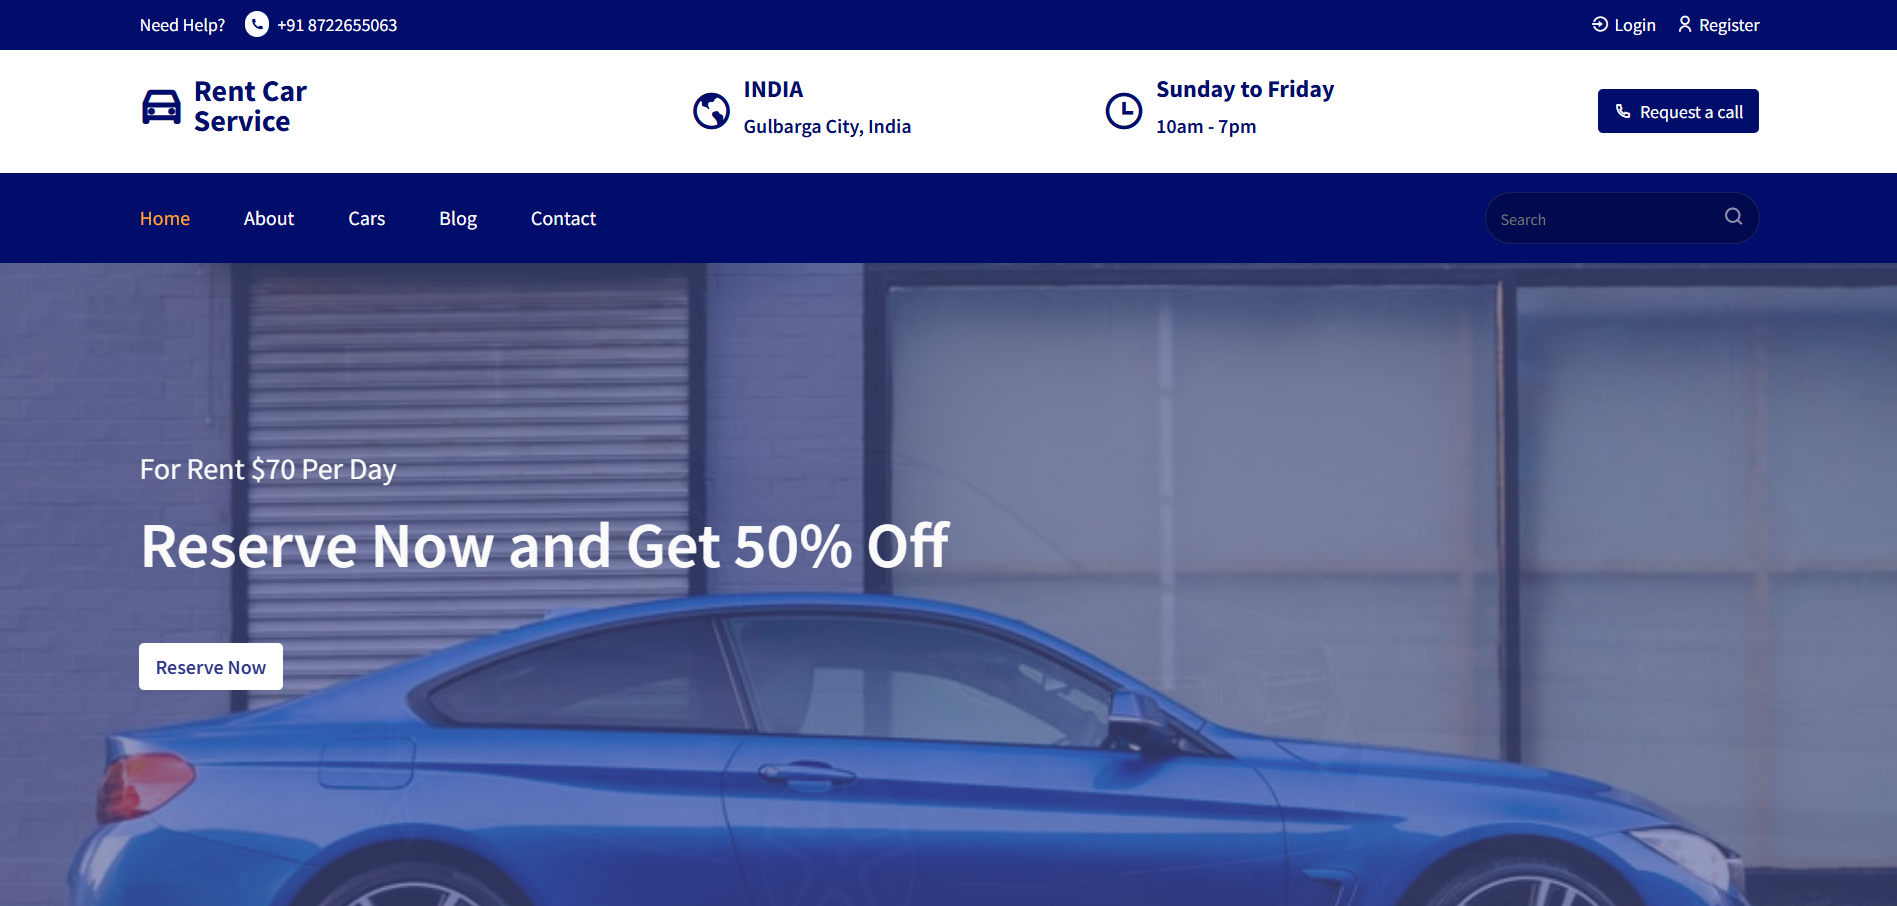 Need Help? +91 8722655063 Login Register
Rent Car
Service
INDIA
Gulbarga City, India
Sunday to Friday
10am - 7pm
Request a call
Home About Cars Blog Contact Search
For Rent $70 Per Day
Reserve Now and Get 50% Off
Reserve Now